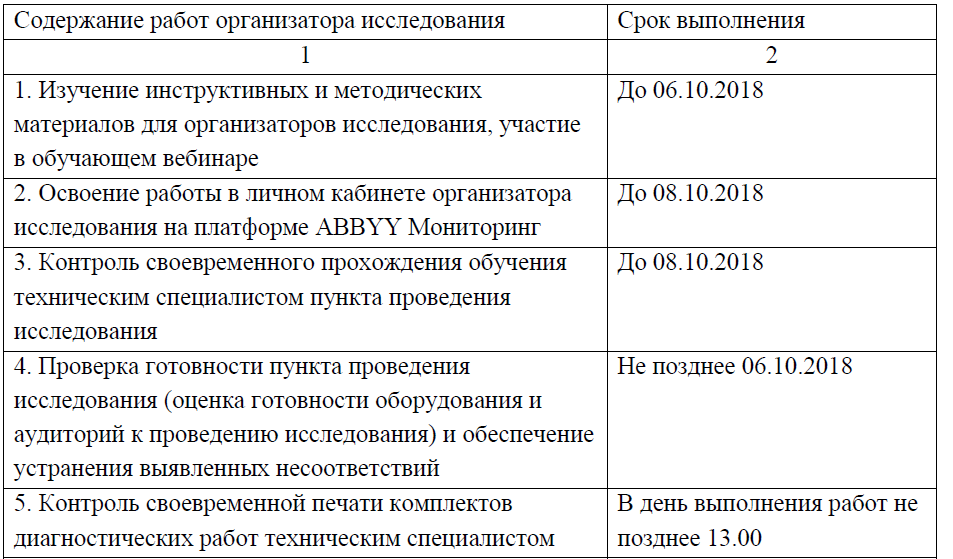 Содержание работ организатора исследования
Срок выполнения
1
2
1. Изучение инструктивных и методических
материалов для организаторов исследования, участие
в обучающем вебинаре
До 06.10.2018
2. Освоение работы в личном кабинете организатора
исследования на платформе ABBYY Мониторинг
До 08.10.2018
3. Контроль своевременного прохождения обучения
техническим специалистом пункта проведения
исследования
До 08.10.2018
4. Проверка готовности пункта проведения
исследования (оценка готовности оборудования и
аудиторий к проведению исследования) и обеспечение
устранения выявленных несоответствий
Не позднее 06.10.2018
5. Контроль своевременной печати комплектов
диагностических работ техническим специалистом
В день выполнения работ не
позднее 13.00